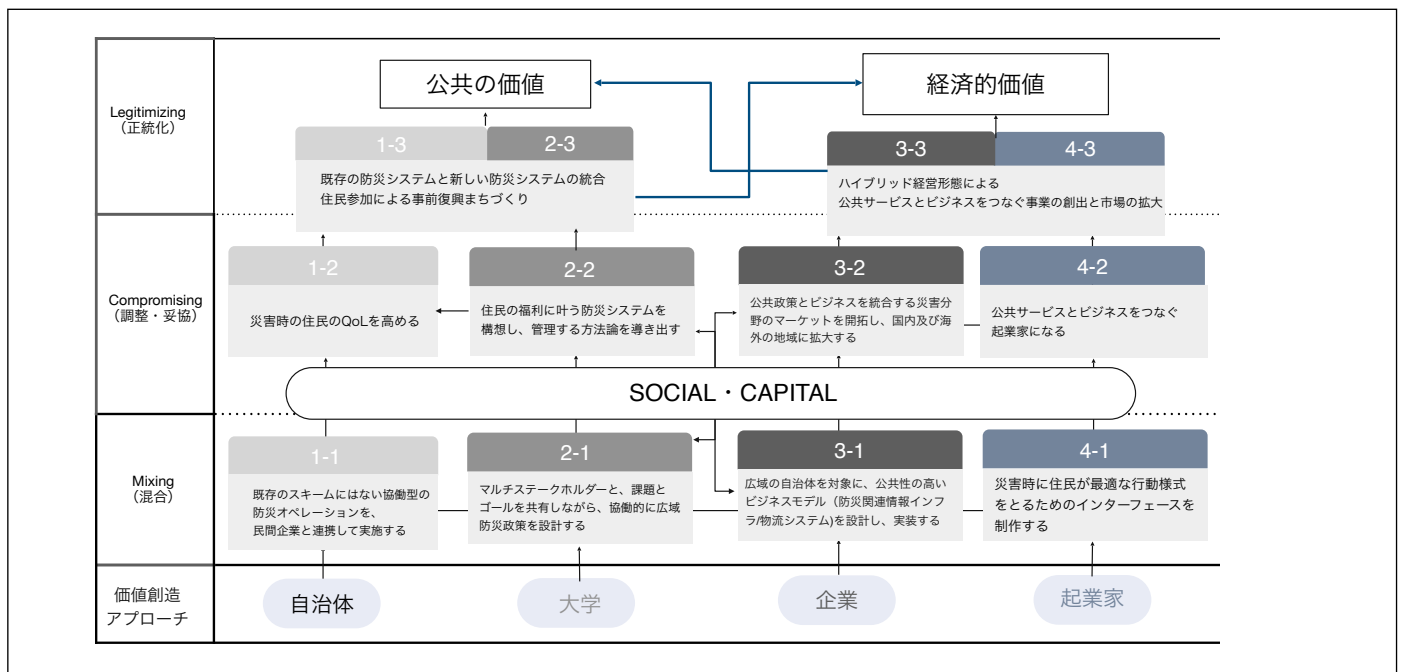 公共の価値
経済的価値
Legitimizing
（正統化）
1-3
2-3
既存の防災システムと新しい防災システムの統合
住民参加による事前復興まちづくり
3-3
4-3
ハイブリッド経営形態による
公共サービスとビジネスをつなぐ事業の創出と市場の拡大
Compromising
（調整・妥協）
1-2
災害時の住民のQoLを高める
2-2
住民の福利に叶う防災システムを
構想し、管理する方法論を導き出す
3-2
公共政策とビジネスを統合する災害分
野のマーケットを開拓し、国内及び海
外の地域に拡大する
4-2
公共サービスとビジネスをつなぐ
起業家になる
SOCIAL・CAPITAL
Mixing
（混合）
1-1
既存のスキームにはない協働型の
防災オペレーションを、
民間企業と連携して実施する
2-1
マルチステークホルダーと、課題と
ゴールを共有しながら、協働的に広域
防災政策を設計する
3-1
広域の自治体を対象に、公共性の高い
ビジネスモデル（防災関連情報インフ
ラ/物流システム)を設計し、実装する
4-1
災害時に住民が最適な行動様式
をとるためのインターフェースを
制作する
価値創造
アプローチ
自治体
大学
企業
起業家